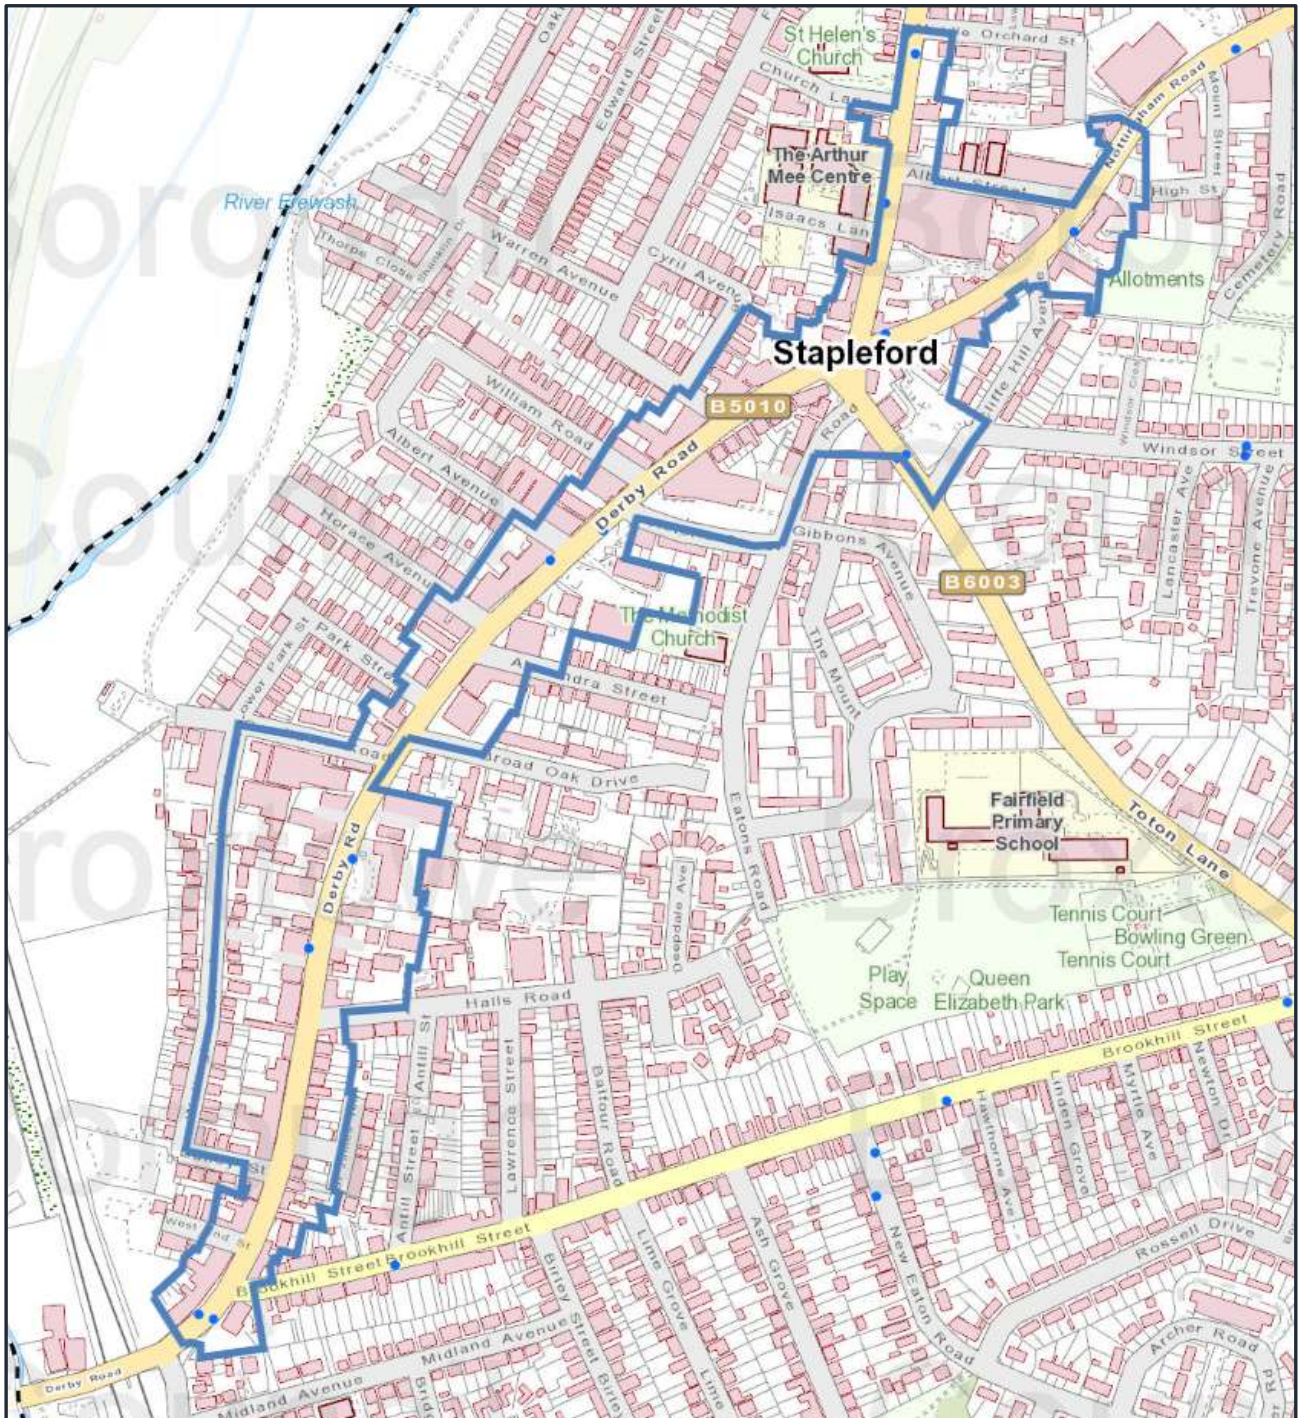 St Helen's
Church
Orchard St
Edward Street
Church
Nottingham Road
Mount Street
The Arthur
Mee Centre
Albert Street
High St
River Erewash
Isaacs Lan
Thorpe Close
Warren Avenue
Cyril Avenue
Cemetery Road
Allotments
Stapleford
B5010
William Road
Road
Windsor Street
Albert Avenue
Derby Road
Lancaster Ave
Trevone Avenue
Horace Avenue
Gibbons Avenue
B6003
The Methodist
Church
Park Street
The Mount
Broad Oak Drive
Eatons Road
Fairfield
Primary
School
Toton Lane
Derby Rd
Deepdale Ave
Tennis Court
Bowling Green
Tennis Court
Play
Space
Queen
Elizabeth Park
Halls Road
Antill St
Brookhill Street
Lawrence Street
Balfour Road
Hawthorne Ave
Linden Grove
Myrtle Ave
Newton Dr
Antill Street
Brookhill Street
Brookhill Street
Lime Grove
Ash Grove
New Eaton Road
Rossell Drive
Birley Street
Midland Avenue
Archer Road
Derby Road
Midland Avenue
Lime